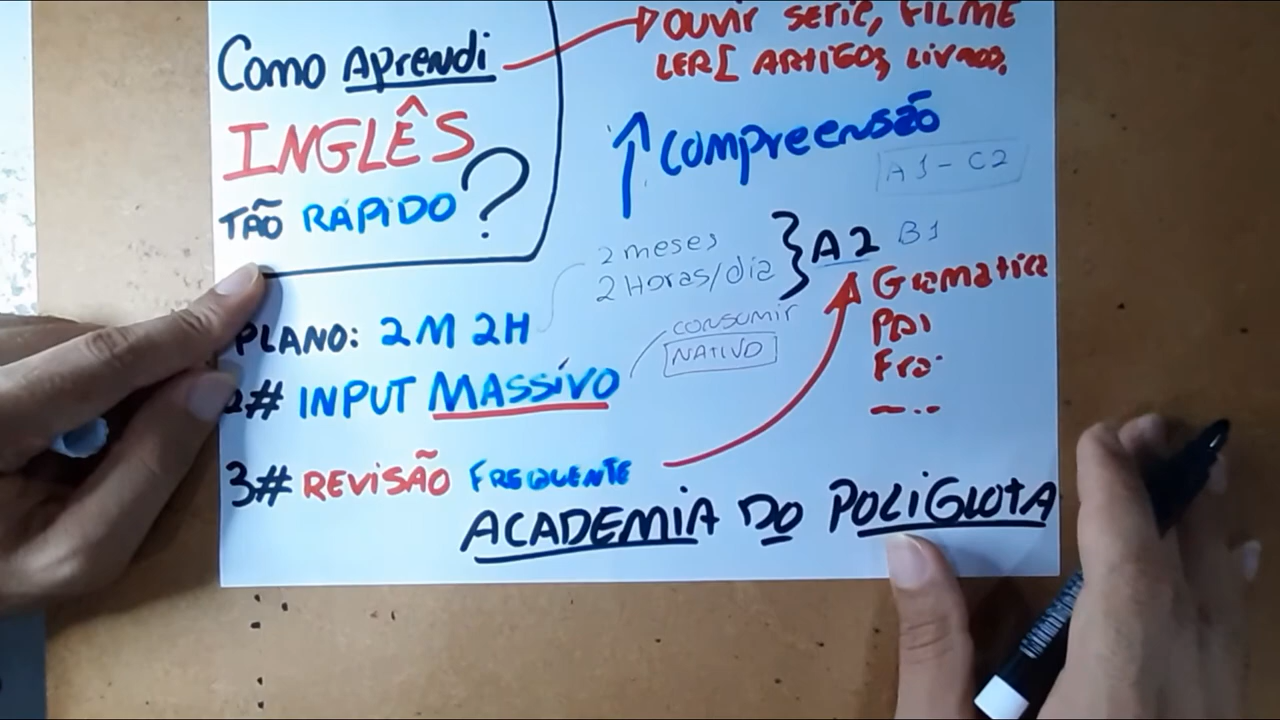 Como Aprendi
INGLÊS
TÃO RÁPIDO ?
OUVIR SERIE, FILME
LER[ ARTIGOS, LIVROS,
↑ COMPREENSÃO
A1 - C2
2 meses
2 Horas/dia } A2 B1
Gramatica
PLANO: 2M 2H
CONSUMIR
NATIVO
# INPUT MASSIVO
3# REVISÃO FREQUENTE
ACADEMIA DO POLIGLOTA